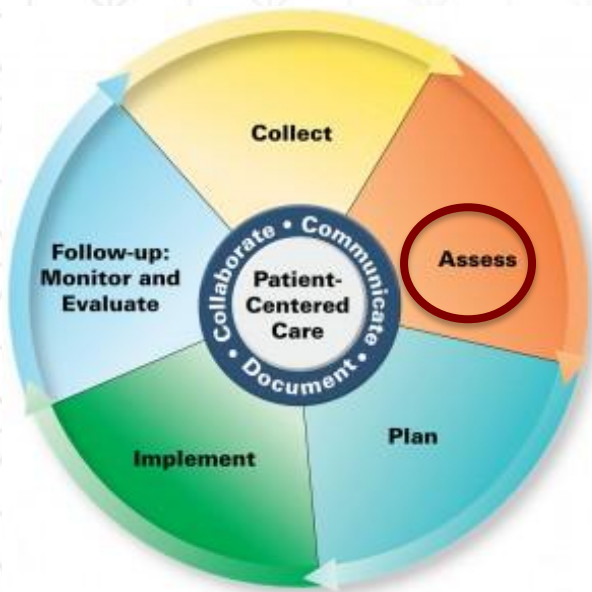 Collect
Assess
Plan
Implement
Follow-up:
Monitor and
Evaluate
Collaborate • Communicate • Document •
Patient-
Centered
Care